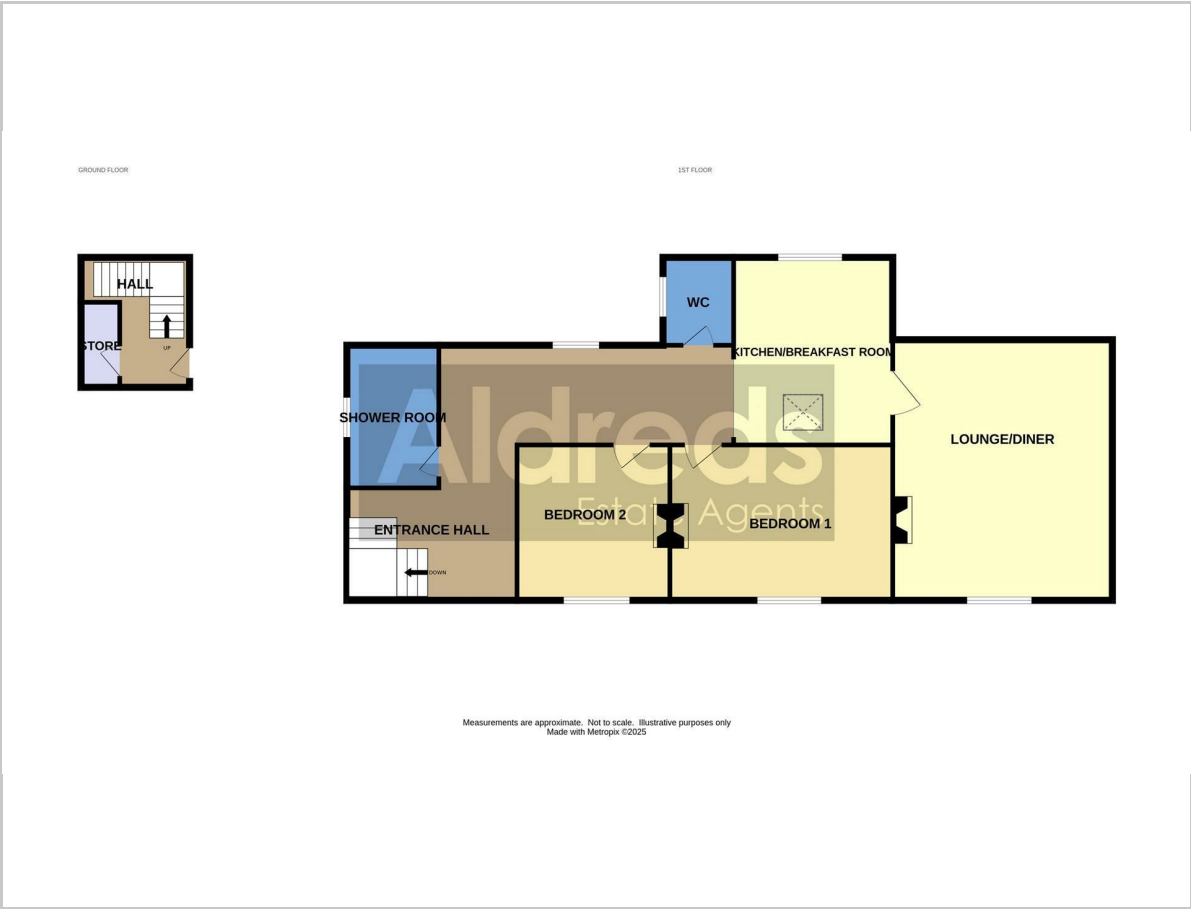 GROUND FLOOR
1ST FLOOR
HALL
STORE
UP
WC
KITCHEN/BREAKFAST ROOM
SHOWER ROOM
LOUNGE/DINER
Aldreds
Estate Agents
BEDROOM 2
BEDROOM 1
ENTRANCE HALL
DOWN
Measurements are approximate. Not to scale. Illustrative purposes only
Made with Metropix ©2025